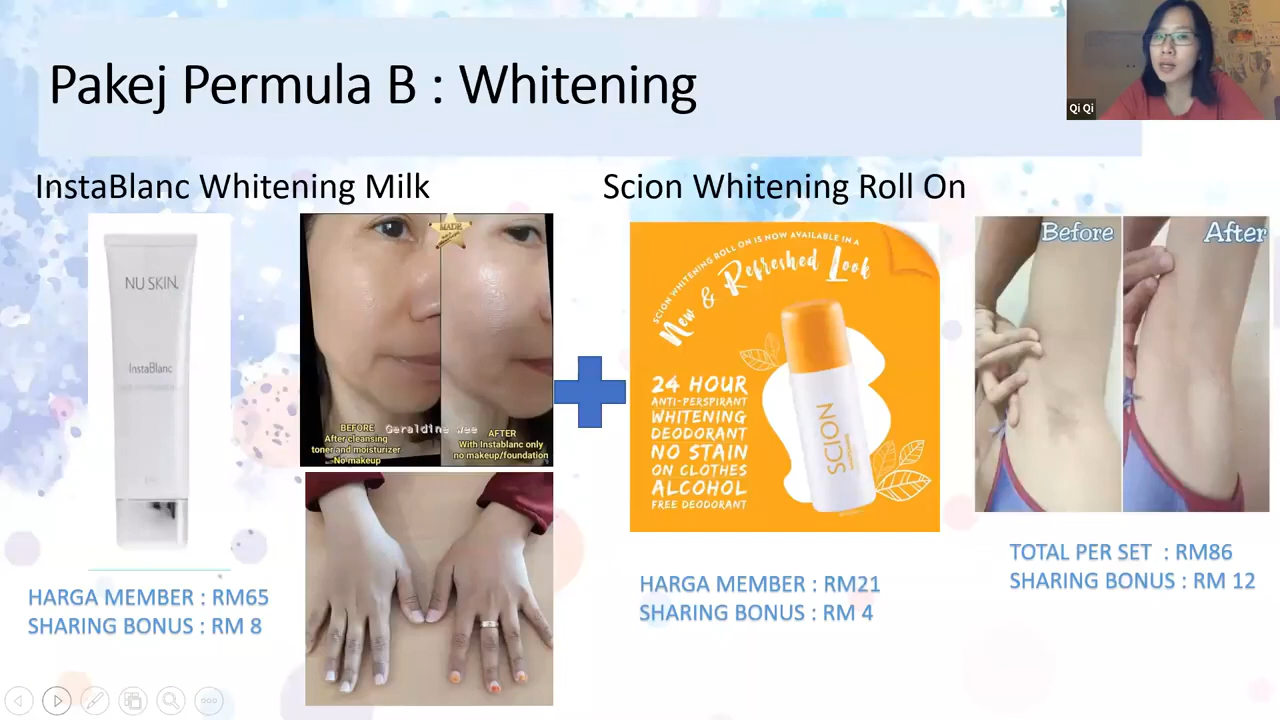 Pakej Permula B : Whitening
Qi Qi
InstaBlanc Whitening Milk
Scion Whitening Roll On
NU SKIN
InstaBlanc
MADE
BEFORE
After cleansing
toner and moisturizer
No makeup
Geraldine wee
AFTER
With Instablanc only
no makeup/foundation
SCION WHITENING ROLL ON IS NOW AVAILABLE IN A
New & Refreshed Look
24 HOUR
ANTI-PERSPIRANT
WHITENING
DEODORANT
NO STAIN
ON CLOTHES
ALCOHOL
FREE DEODORANT
SCION
Before
After
HARGA MEMBER : RM65
SHARING BONUS : RM 8
HARGA MEMBER : RM21
SHARING BONUS : RM 4
TOTAL PER SET : RM86
SHARING BONUS : RM 12